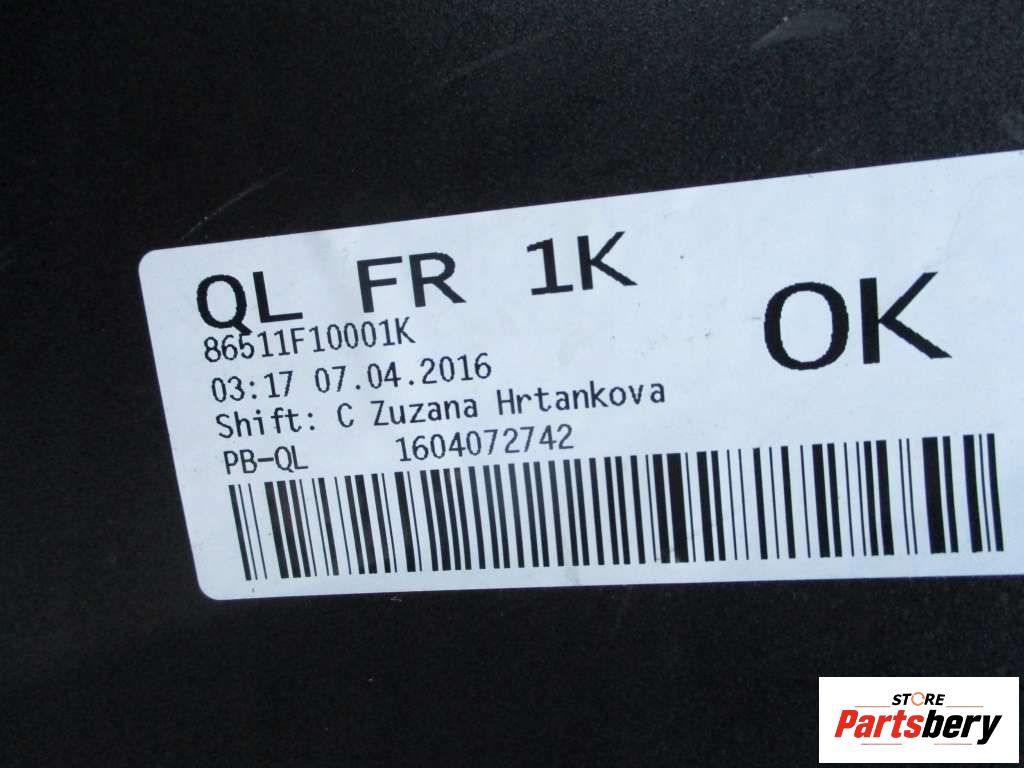 QL FR 1K
OK
86511F10001K
03:17 07.04.2016
Shift: C Zuzana Hrtankova
PB-QL 1604072742
STORE
Partsbery